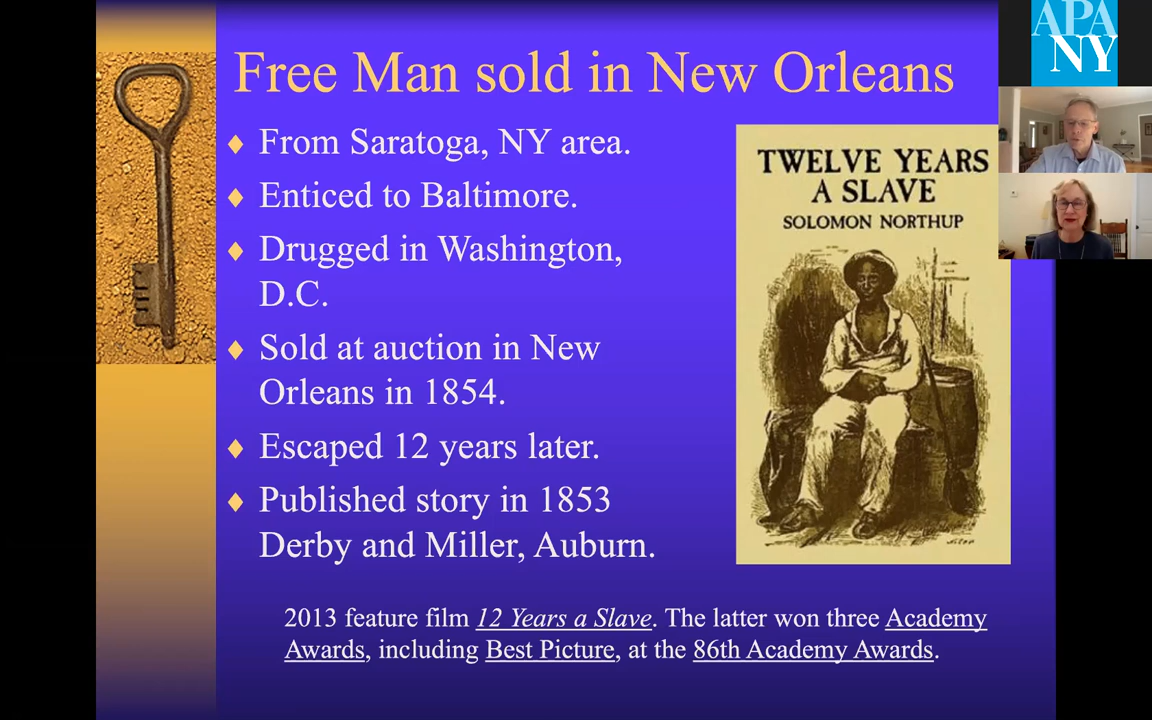 Free Man sold in New Orleans
From Saratoga, NY area.
Enticed to Baltimore.
Drugged in Washington,
D.C.
Sold at auction in New
Orleans in 1854.
Escaped 12 years later.
Published story in 1853
Derby and Miller, Auburn.
TWELVE YEARS
A SLAVE
SOLOMON NORTHUP
2013 feature film 12 Years a Slave. The latter won three Academy
Awards, including Best Picture, at the 86th Academy Awards.
APA
NY